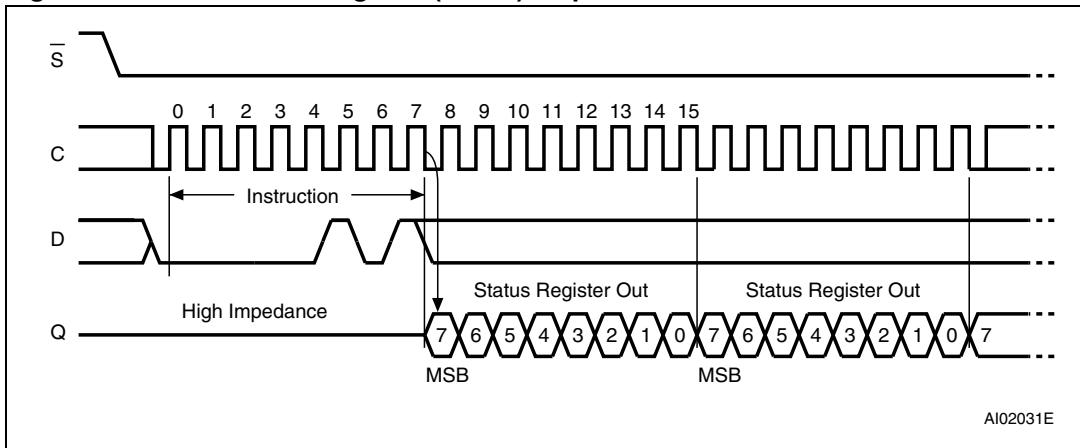 S
0 1 2 3 4 5 6 7 8 9 10 11 12 13 14 15
C
Instruction
D
Status Register Out Status Register Out
High Impedance
Q 7 6 5 4 3 2 1 0 7 6 5 4 3 2 1 0 7
MSB MSB
AI02031E